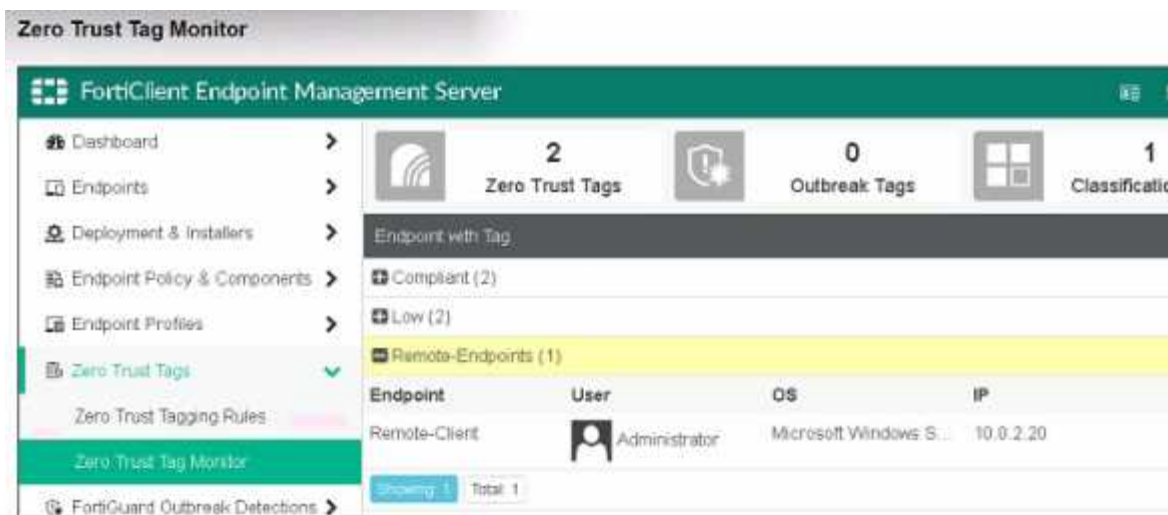 Zero Trust Tag Monitor
FortiClient Endpoint Management Server
Dashboard
Endpoints
Deployment & Installers
Endpoint Policy & Components
Endpoint Profiles
Zero Trust Tags
Zero Trust Tagging Rules
Zero Trust Tag Monitor
FortiGuard Outbreak Detections
2
Zero Trust Tags
0
Outbreak Tags
1
Classificatio
Endpoint with Tag
Compliant (2)
Low (2)
Remote-Endpoints (1)
Endpoint User OS IP
Remote-Client Administrator Microsoft Windows S... 10.0.2.20
Showing: 1 Total: 1